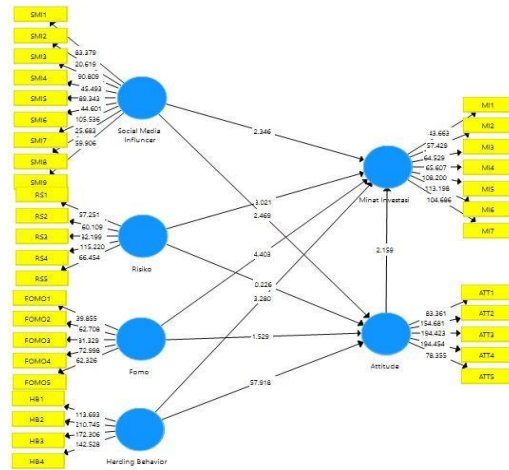 SMI1
SMI2
SMI3
SMI4
SMI5
SMI6
SMI7
SMI8
SMI9
83.379
20.619
90.809
45.493
89.343
44.601
105.536
25.683
59.906
Social Media
Influncer
RS1
RS2
RS3
RS4
RS5
57.251
60.109
32.199
115.220
66.454
Risiko
FOMO1
FOMO2
FOMO3
FOMO4
FOMO5
39.855
62.708
31.329
72.998
62.326
Fomo
HB1
HB2
HB3
HB4
113.693
210.745
172.306
142.528
Herding Behavior
2.346
3.021
2.469
4.403
0.226
3.280
1.529
57.918
2.159
Minat Investasi
43.663
57.429
64.529
65.607
108.200
113.198
104.686
MI1
MI2
MI3
MI4
MI5
MI6
MI7
Attitude
83.361
154.681
194.423
194.454
78.355
ATT1
ATT2
ATT3
ATT4
ATT5